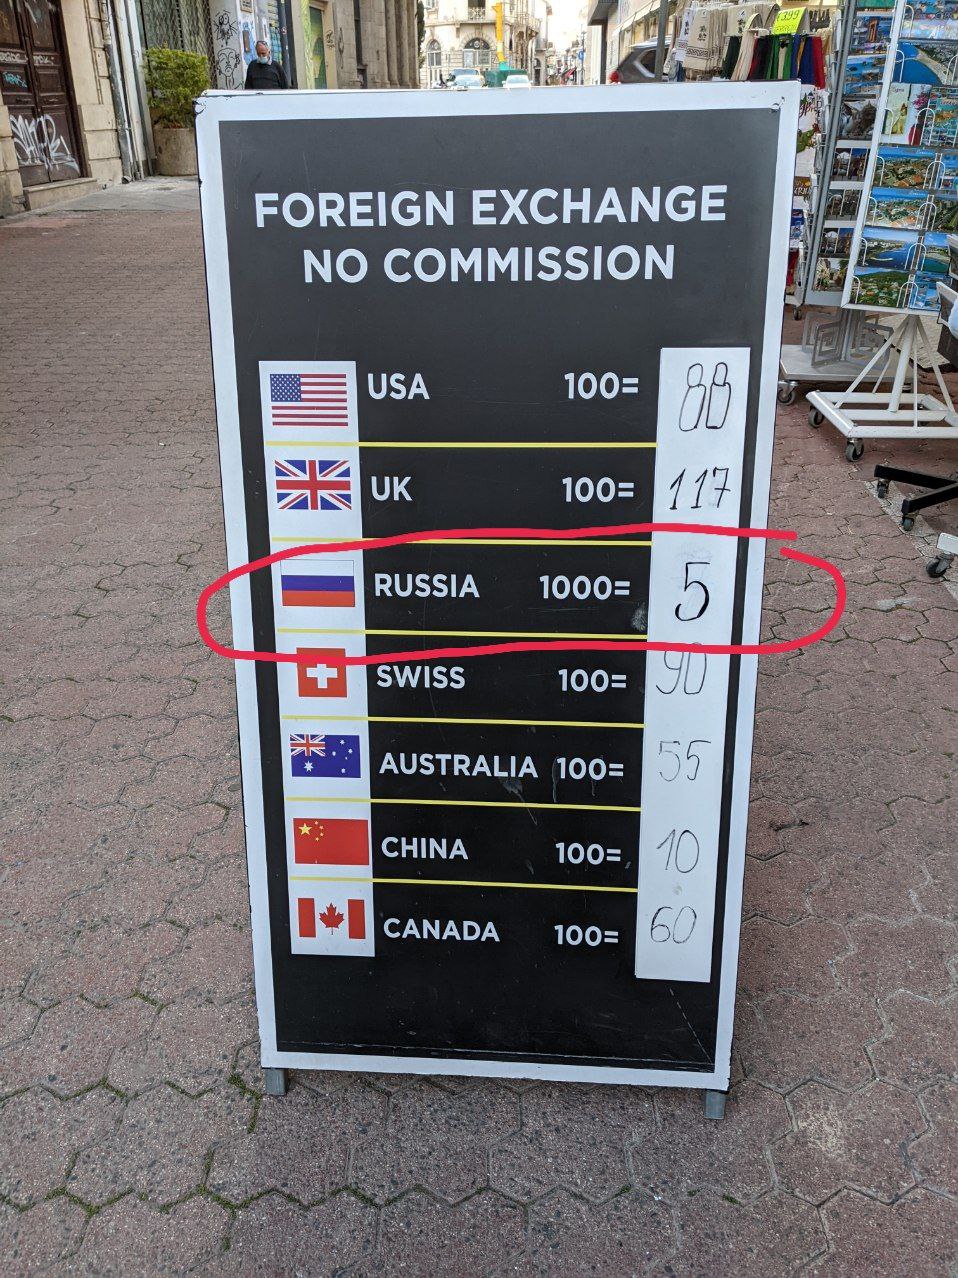 FOREIGN EXCHANGE
NO COMMISSION
USA 100= 88
UK 100= 117
RUSSIA 1000= 5
SWISS 100= 90
AUSTRALIA 100= 55
CHINA 100= 10
CANADA 100= 60